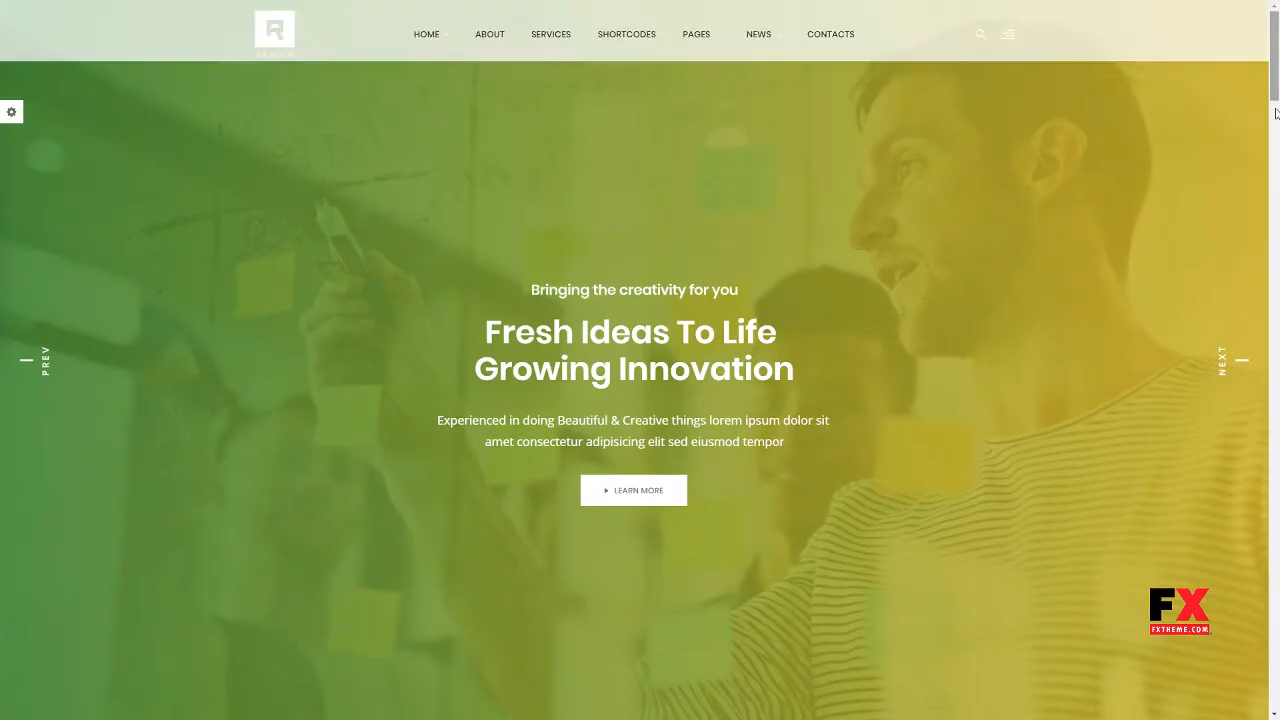 R
HOME
ABOUT
SERVICES
SHORTCODES
PAGES
NEWS
CONTACTS
Bringing the creativity for you
Fresh Ideas To Life
Growing Innovation
PREV
NEXT
Experienced in doing Beautiful & Creative things lorem ipsum dolor sit
amet consectetur adipisicing elit sed eiusmod tempor
LEARN MORE
FX
FXTHEME.COM